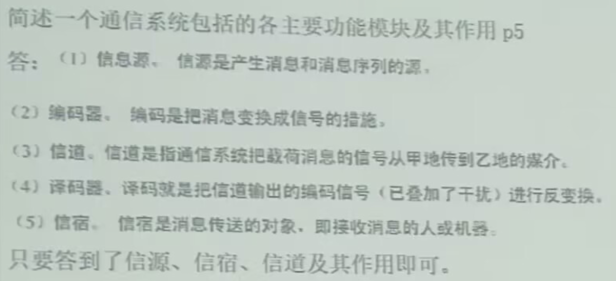 简述一个通信系统包括的各主要功能模块及其作用 p5
答：（1）信息源。 信源是产生消息和消息序列的源。
（2）编码器。 编码是把消息变换成信号的措施。
（3）信道。信道是指通信系统把载荷消息的信号从甲地传到乙地的媒介。
（4）译码器。译码就是把信道输出的编码信号（已叠加了干扰）进行反变换。
（5）信宿。 信宿是消息传送的对象、即接收消息的人或机器。
只要答到了信源、信宿、信道及其作用即可。